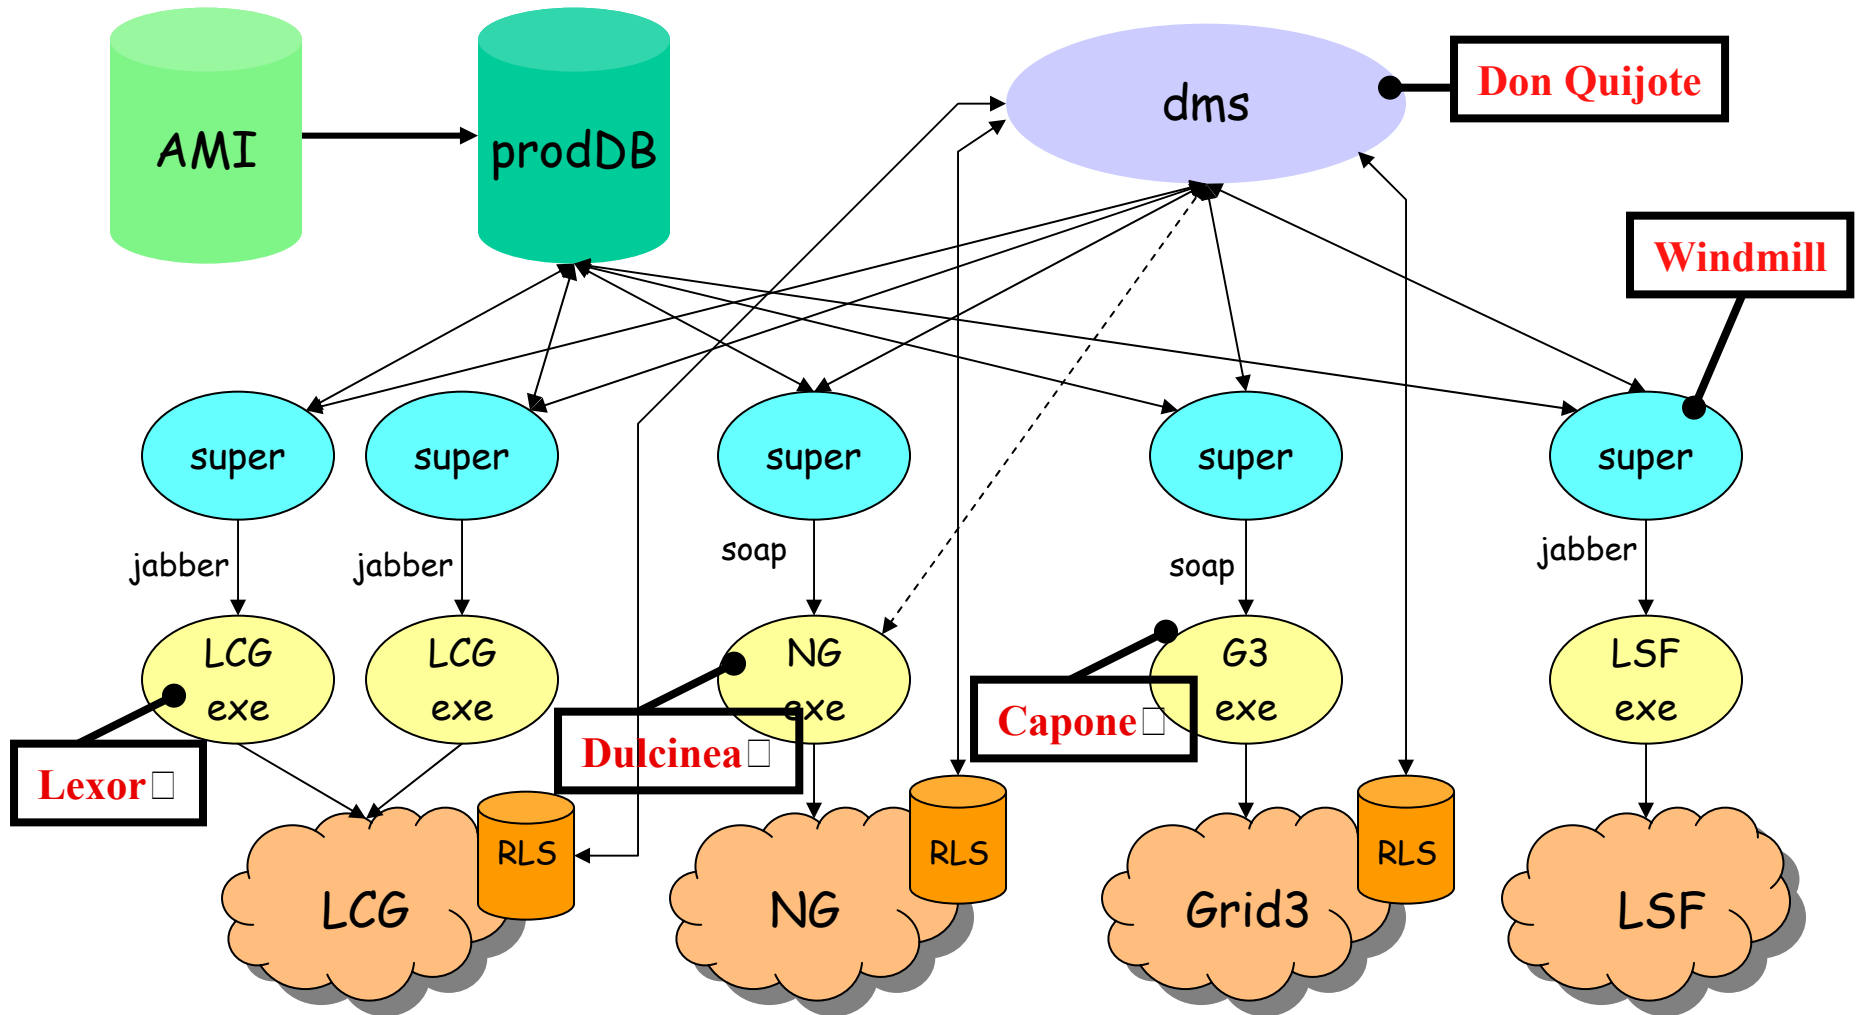 AMI
prodDB
dms
Don Quijote
Windmill
super
super
super
super
super
jabber
jabber
soap
soap
jabber
LCG
exe
LCG
exe
NG
exe
G3
exe
LSF
exe
Lexor
Dulcinea
Capone
RLS
RLS
RLS
LCG
NG
Grid3
LSF